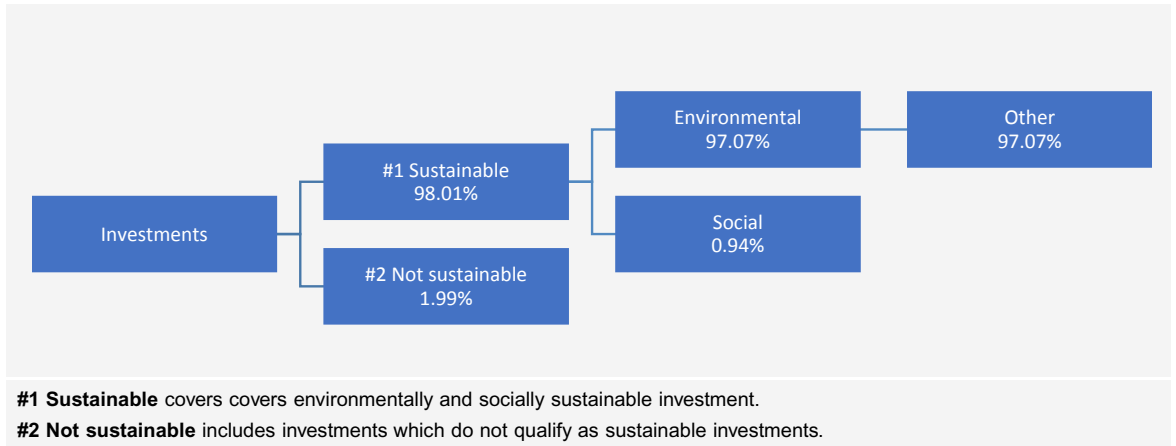 Environmental
97.07%
Other
97.07%
#1 Sustainable
98.01%
Investments
Social
0.94%
#2 Not sustainable
1.99%
#1 Sustainable covers covers environmentally and socially sustainable investment.
#2 Not sustainable includes investments which do not qualify as sustainable investments.